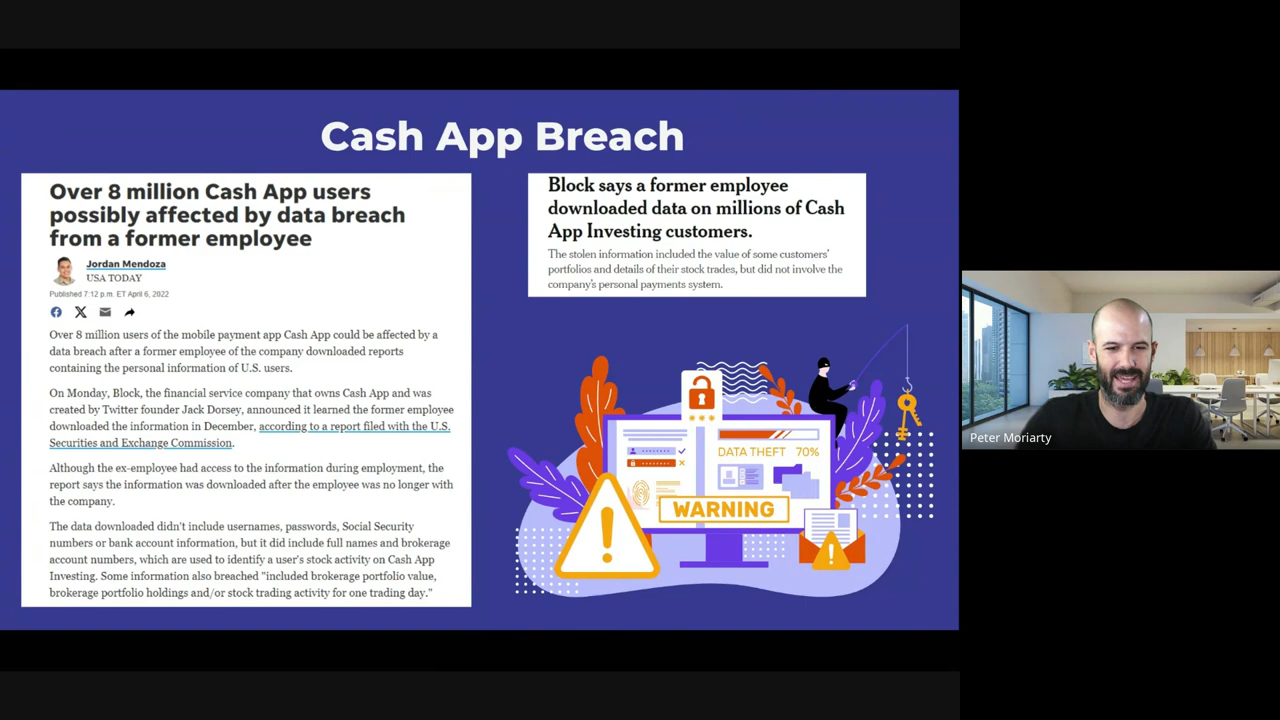 Cash App Breach
Over 8 million Cash App users
possibly affected by data breach
from a former employee
Jordan Mendoza
USA TODAY
Published 7:12 p.m. ET April 6, 2022
Over 8 million users of the mobile payment app Cash App could be affected by a
data breach after a former employee of the company downloaded reports
containing the personal information of U.S. users.
On Monday, Block, the financial service company that owns Cash App and was
created by Twitter founder Jack Dorsey, announced it learned the former employee
downloaded the information in December, according to a report filed with the U.S.
Securities and Exchange Commission.
Although the ex-employee had access to the information during employment, the
report says the information was downloaded after the employee was no longer with
the company.
The data downloaded didn't include usernames, passwords, Social Security
numbers or bank account information, but it did include full names and brokerage
account numbers, which are used to identify a user's stock activity on Cash App
Investing. Some information also breached "included brokerage portfolio value,
brokerage portfolio holdings and/or stock trading activity for one trading day."
Block says a former employee
downloaded data on millions of Cash
App Investing customers.
The stolen information included the value of some customers'
portfolios and details of their stock trades, but did not involve the
company's personal payments system.
DATA THEFT 70%
WARNING
Peter Moriarty